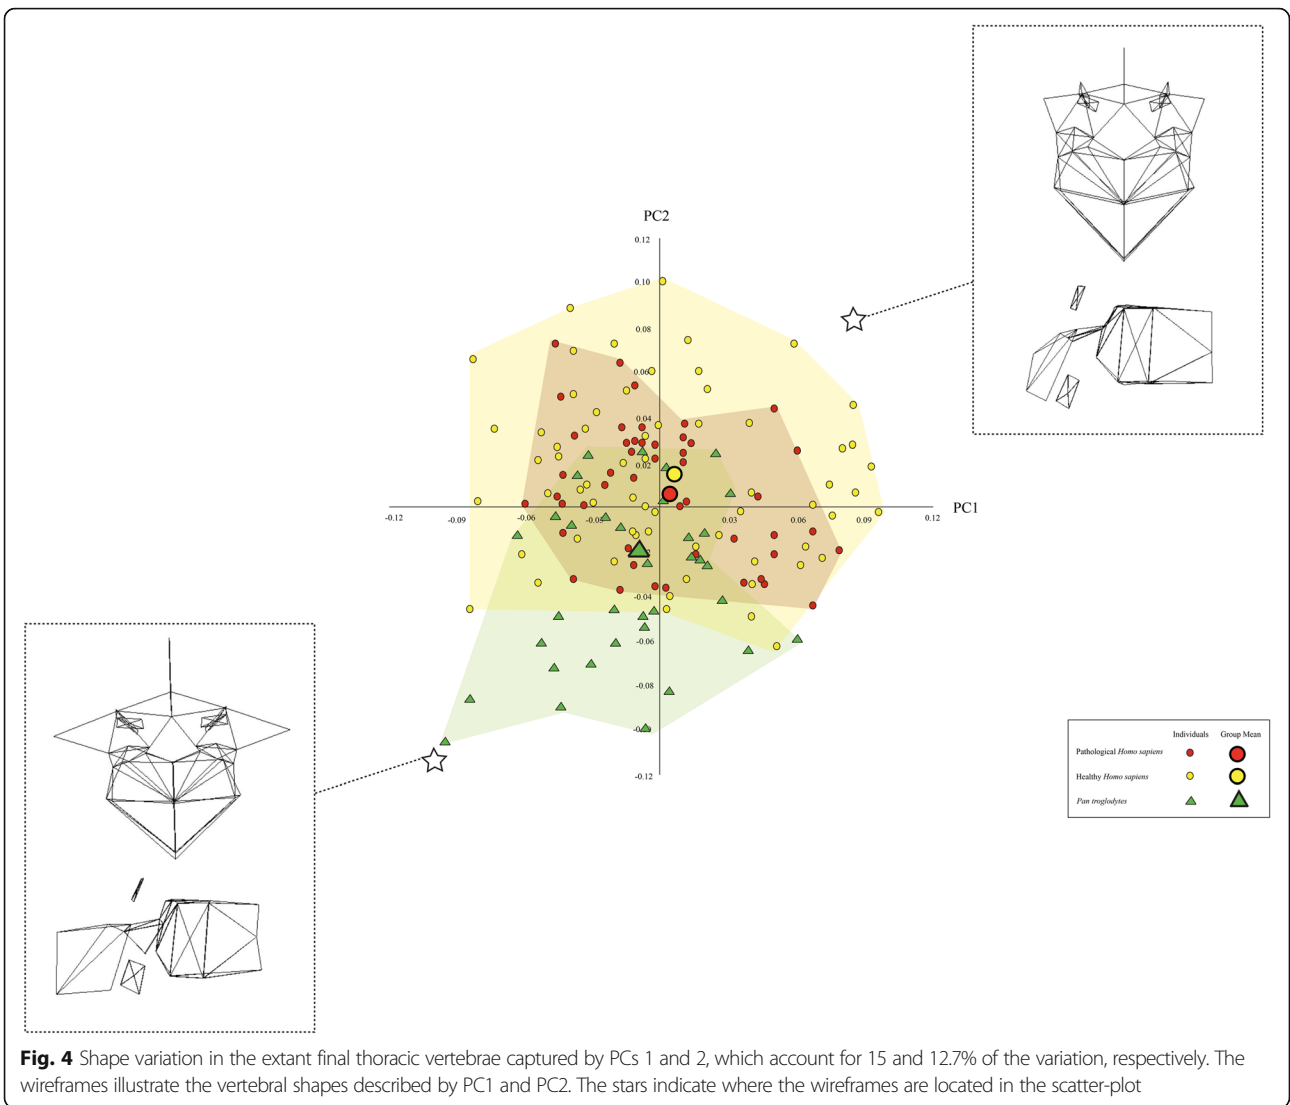 PC2
0.12
0.10
0.08
0.06
0.04
0.02
PC1
-0.12
-0.09
-0.06
-0.03
0.03
0.06
0.09
0.12
-0.04
-0.06
-0.08
-0.12
Individuals Group Mean
Pathological Homo sapiens
Healthy Homo sapiens
Pan troglodytes
Fig. 4 Shape variation in the extant final thoracic vertebrae captured by PCs 1 and 2, which account for 15 and 12.7% of the variation, respectively. The
wireframes illustrate the vertebral shapes described by PC1 and PC2. The stars indicate where the wireframes are located in the scatter-plot